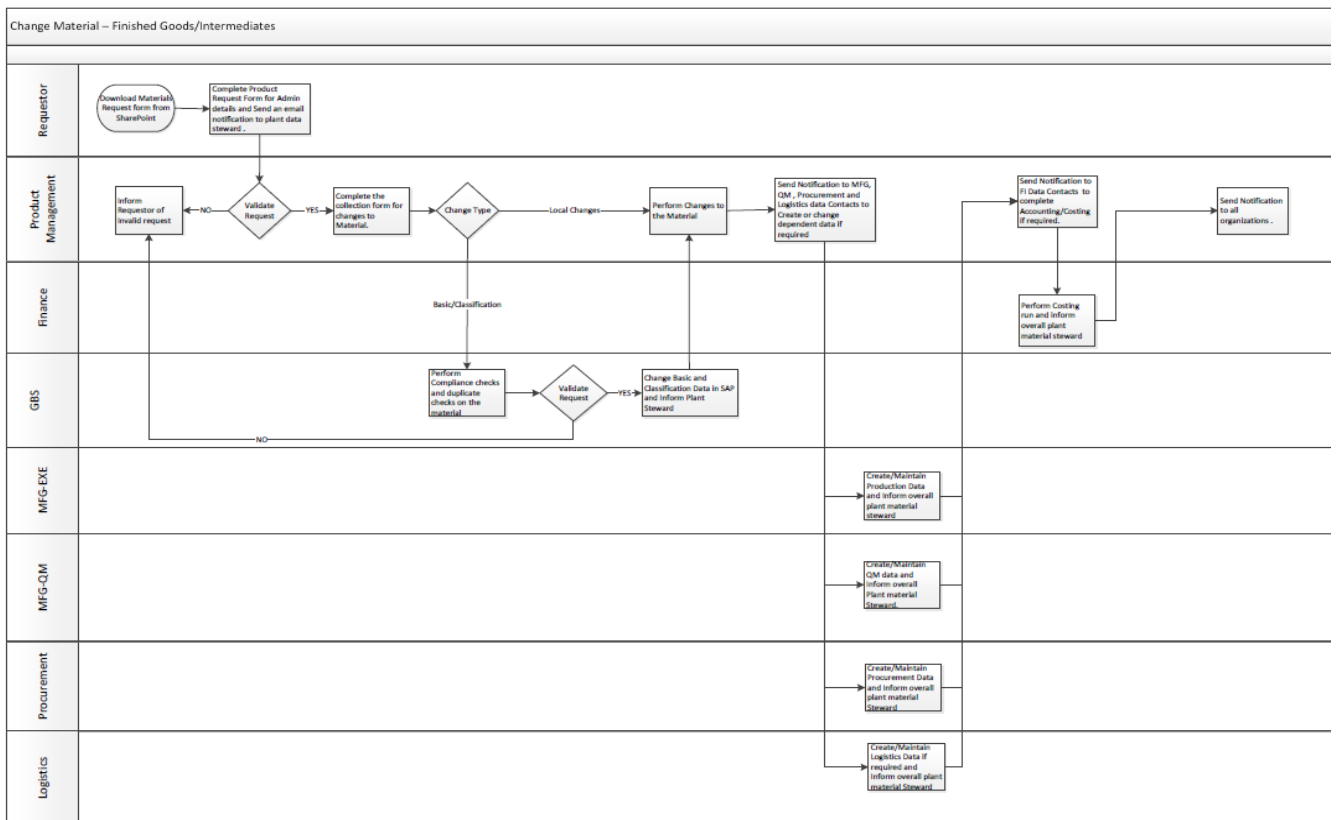 Change Material – Finished Goods/Intermediates
Requestor
Download Materials
Request form from
SharePoint
Complete Product
Request Form for Admin
details and Send an email
notification to plant data
steward .
Product
Management
Inform
Requestor of
Invalid request
NO
Validate
Request
YES
Complete the
collection form for
changes to
Material.
Change Type
Local Changes
Perform Changes to
the Material
Send Notification to MFG,
QM , Procurement and
Logistics data Contacts to
Create or change
dependent data if
required
Send Notification to
FI Data Contacts to
complete
Accounting/Costing
if required.
Send Notification
to all
organizations .
Finance
Basic/Classification
Perform Costing
run and inform
overall plant
material steward
GBS
Perform
Compliance checks
and duplicate
checks on the
material
Validate
Request
YES
Change Basic and
Classification Data in SAP
and Inform Plant
Steward
NO
MFG-EXE
Create/Maintain
Production Data
and Inform overall
plant material
steward
MFG-QM
Create/Maintain
QM data and
Inform overall
Plant material
Steward.
Procurement
Create/Maintain
Procurement Data
and Inform overall
plant material
Steward
Logistics
Create/Maintain
Logistics Data if
required and
Inform overall plant
material Steward